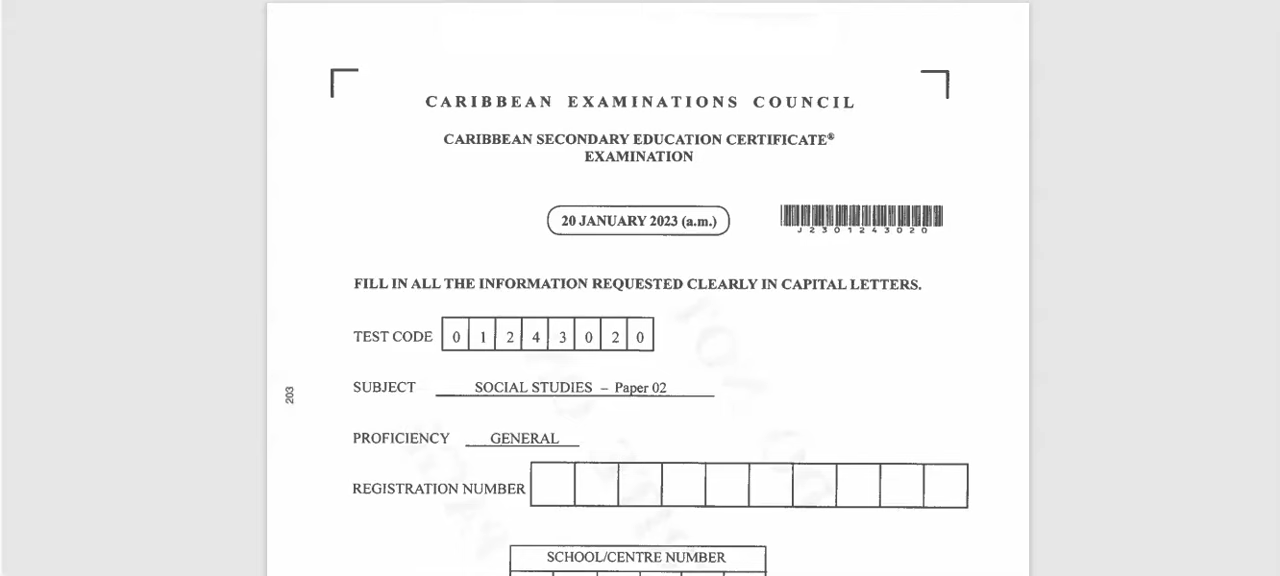 CARIBBEAN EXAMINATIONS COUNCIL
CARIBBEAN SECONDARY EDUCATION CERTIFICATE®
EXAMINATION
20 JANUARY 2023 (a.m.)
J 2 3 0 1 2 4 3 0 2 0
FILL IN ALL THE INFORMATION REQUESTED CLEARLY IN CAPITAL LETTERS.
TEST CODE 0 1 2 4 3 0 2 0
SUBJECT SOCIAL STUDIES – Paper 02
203
PROFICIENCY GENERAL
REGISTRATION NUMBER
SCHOOL/CENTRE NUMBER